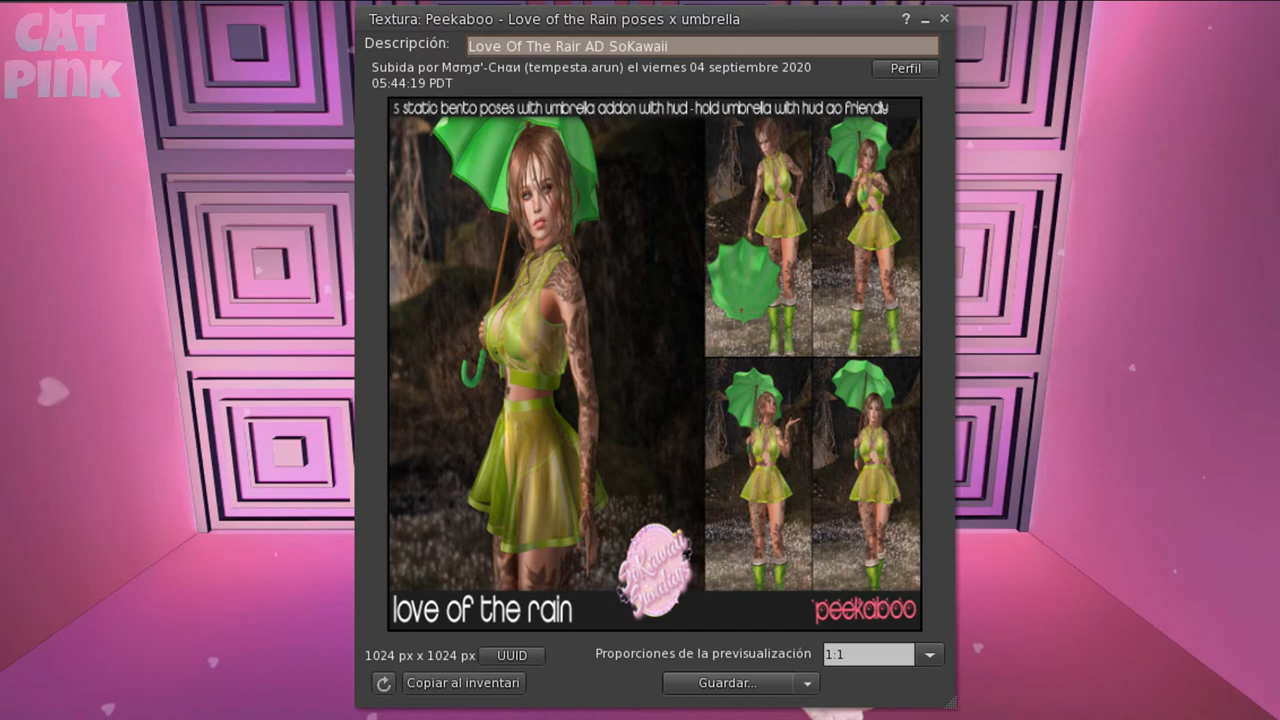 CAT
PINK
Textura: Peekaboo - Love of the Rain poses x umbrella
Descripción: Love Of The Rair AD SoKawaii
Subida por Mσɱσ'-Cнαи (tempesta.arun) el viernes 04 septiembre 2020
05:44:19 PDT
Perfil
5 static bento poses with umbrella addon with hud - hold umbrella with hud ao friendly
SoKawaii
Sundays
love of the rain
peekaboo
1024 px x 1024 px UUID
Proporciones de la previsualización 1:1
Copiar al inventari
Guardar...